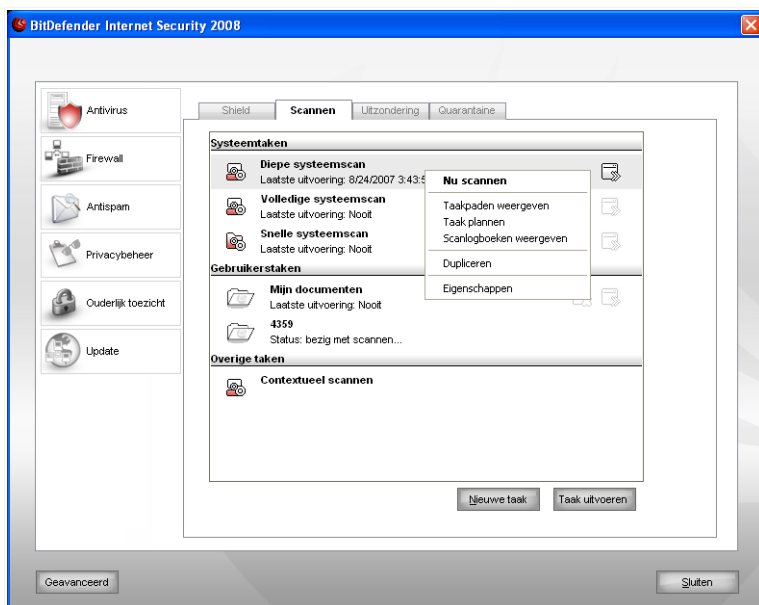 BitDefender Internet Security 2008
Antivirus
Firewall
Antispam
Privacybeheer
Ouderlijk toezicht
Update
Shield
Scannen
Uitzondering
Quarantaine
Systeemtaken
Diepe systeemscan
Laatste uitvoering: 8/24/2007 3:43:5
Volledige systeemscan
Laatste uitvoering: Nooit
Snelle systeemscan
Laatste uitvoering: Nooit
Nu scannen
Taakpaden weergeven
Taak plannen
Scanlogboeken weergeven
Dupliceren
Eigenschappen
Gebruikerstaken
Mijn documenten
Laatste uitvoering: Nooit
4359
Status: bezig met scannen...
Overige taken
Contextueel scannen
Nieuwe taak
Taak uitvoeren
Geavanceerd
Sluiten